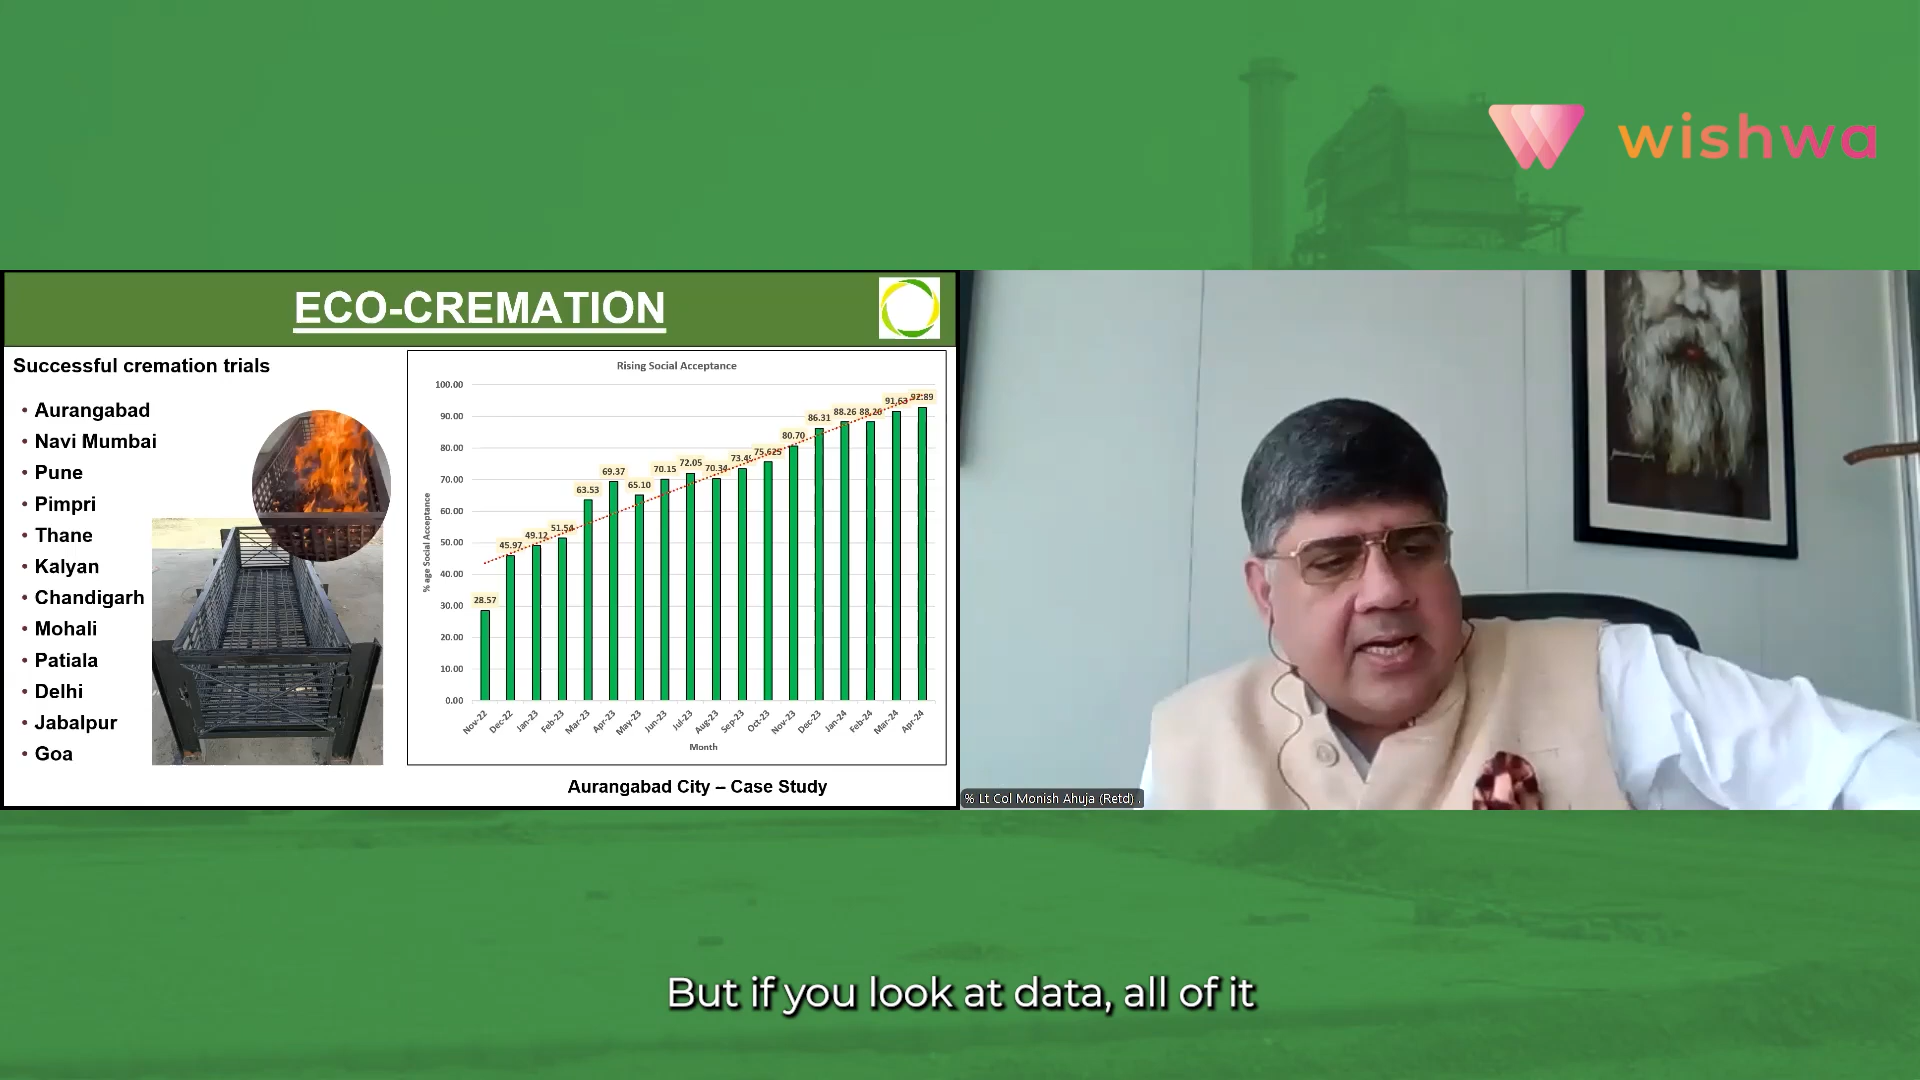 wishwa
ECO-CREMATION
Successful cremation trials
• Aurangabad
• Navi Mumbai
• Pune
• Pimpri
• Thane
• Kalyan
• Chandigarh
• Mohali
• Patiala
• Delhi
• Jabalpur
• Goa
Rising Social Acceptance
% age Social Acceptance
100.00
90.00
80.00
70.00
60.00
50.00
40.00
30.00
20.00
10.00
0.00
28.57
45.97
49.12
51.54
63.53
69.37
65.10
70.15
72.05
70.34
75.625
80.70
86.31
88.26
88.26
91.63
92.89
Nov-22
Dec-22
Jan-23
Feb-23
Mar-23
Apr-23
May-23
Jun-23
Jul-23
Aug-23
Sep-23
Oct-23
Nov-23
Dec-23
Jan-24
Feb-24
Mar-24
Apr-24
Month
Aurangabad City – Case Study
% Lt Col Monish Ahuja (Retd) .
But if you look at data, all of it